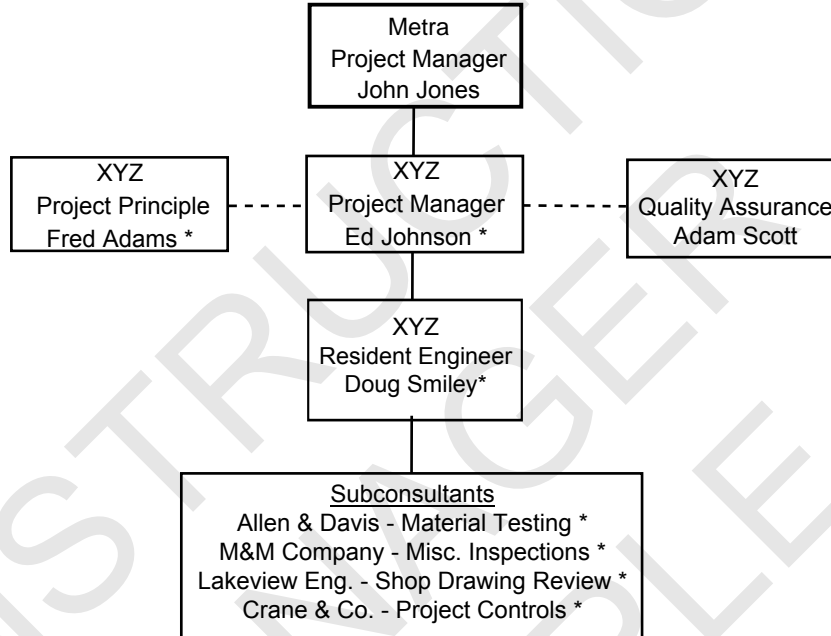 Metra
Project Manager
John Jones
XYZ
Project Principle
Fred Adams *
XYZ
Project Manager
Ed Johnson *
XYZ
Quality Assurance
Adam Scott
XYZ
Resident Engineer
Doug Smiley*
Subconsultants
Allen & Davis - Material Testing *
M&M Company - Misc. Inspections *
Lakeview Eng. - Shop Drawing Review *
Crane & Co. - Project Controls *